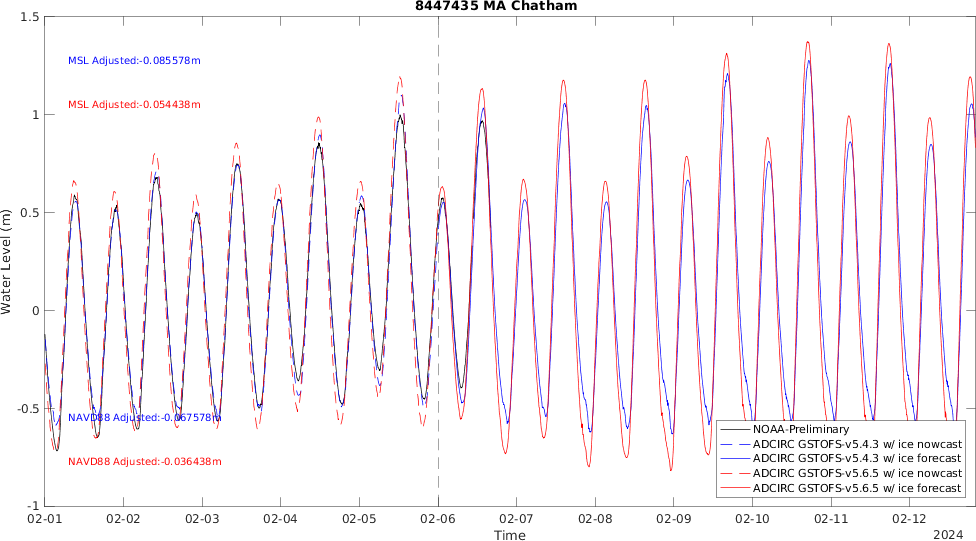 8447435 MA Chatham
1.5
1
0.5
0
-0.5
-1
Water Level (m)
MSL Adjusted:-0.085578m
MSL Adjusted:-0.054438m
NAVD88 Adjusted:-0.067578m
NAVD88 Adjusted:-0.036438m
NOAA-Preliminary
ADCIRC GSTOFS-v5.4.3 w/ ice nowcast
ADCIRC GSTOFS-v5.4.3 w/ ice forecast
ADCIRC GSTOFS-v5.6.5 w/ ice nowcast
ADCIRC GSTOFS-v5.6.5 w/ ice forecast
02-01 02-02 02-03 02-04 02-05 02-06 02-07 02-08 02-09 02-10 02-11 02-12
Time
2024